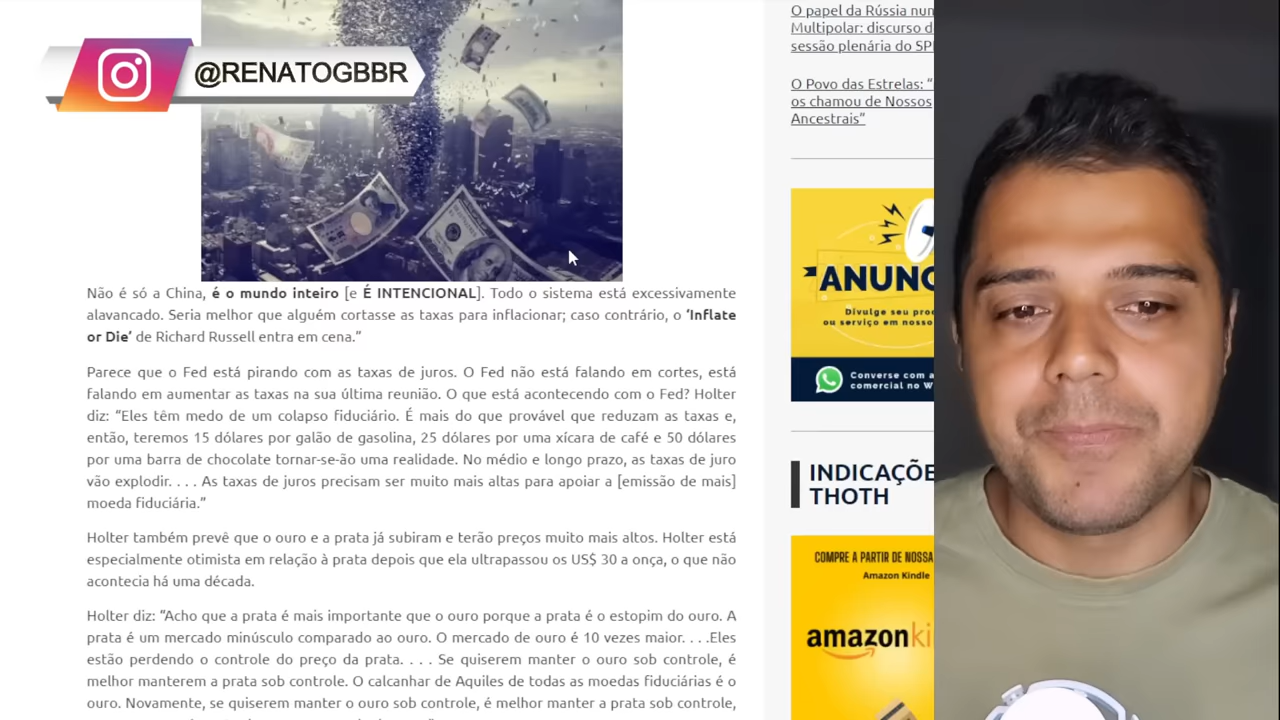 @RENATOGBBR
Não é só a China, é o mundo inteiro [e É INTENCIONAL]. Todo o sistema está excessivamente
alavancado. Seria melhor que alguém cortasse as taxas para inflacionar; caso contrário, o ‘Inflate
or Die’ de Richard Russell entra em cena.”
Parece que o Fed está pirando com as taxas de juros. O Fed não está falando em cortes, está
falando em aumentar as taxas na sua última reunião. O que está acontecendo com o Fed? Holter
diz: “Eles têm medo de um colapso fiduciário. É mais do que provável que reduzam as taxas e,
então, teremos 15 dólares por galão de gasolina, 25 dólares por uma xícara de café e 50 dólares
por uma barra de chocolate tornar-se-ão uma realidade. No médio e longo prazo, as taxas de juro
vão explodir. . . . As taxas de juros precisam ser muito mais altas para apoiar a [emissão de mais]
moeda fiduciária.”
Holter também prevê que o ouro e a prata já subiram e terão preços muito mais altos. Holter está
especialmente otimista em relação à prata depois que ela ultrapassou os US$ 30 a onça, o que não
acontecia há uma década.
Holter diz: “Acho que a prata é mais importante que o ouro porque a prata é o estopim do ouro. A
prata é um mercado minúsculo comparado ao ouro. O mercado de ouro é 10 vezes maior. . . .Eles
estão perdendo o controle do preço da prata. . . . Se quiserem manter o ouro sob controle, é
melhor manterem a prata sob controle. O calcanhar de Aquiles de todas as moedas fiduciárias é o
ouro. Novamente, se quiserem manter o ouro sob controle, é melhor manter a prata sob controle,
O papel da Rússia num
Multipolar: discurso d
sessão plenária do SP
O Povo das Estrelas: “
os chamou de Nossos
Ancestrais“
ANUNC
Divulge seu pro
ou serviço em nosso
Converse com a
comercial no W
INDICAÇÕE
THOTH
COMPRE A PARTIR DE NOSSA
Amazon Kindle
amazonki